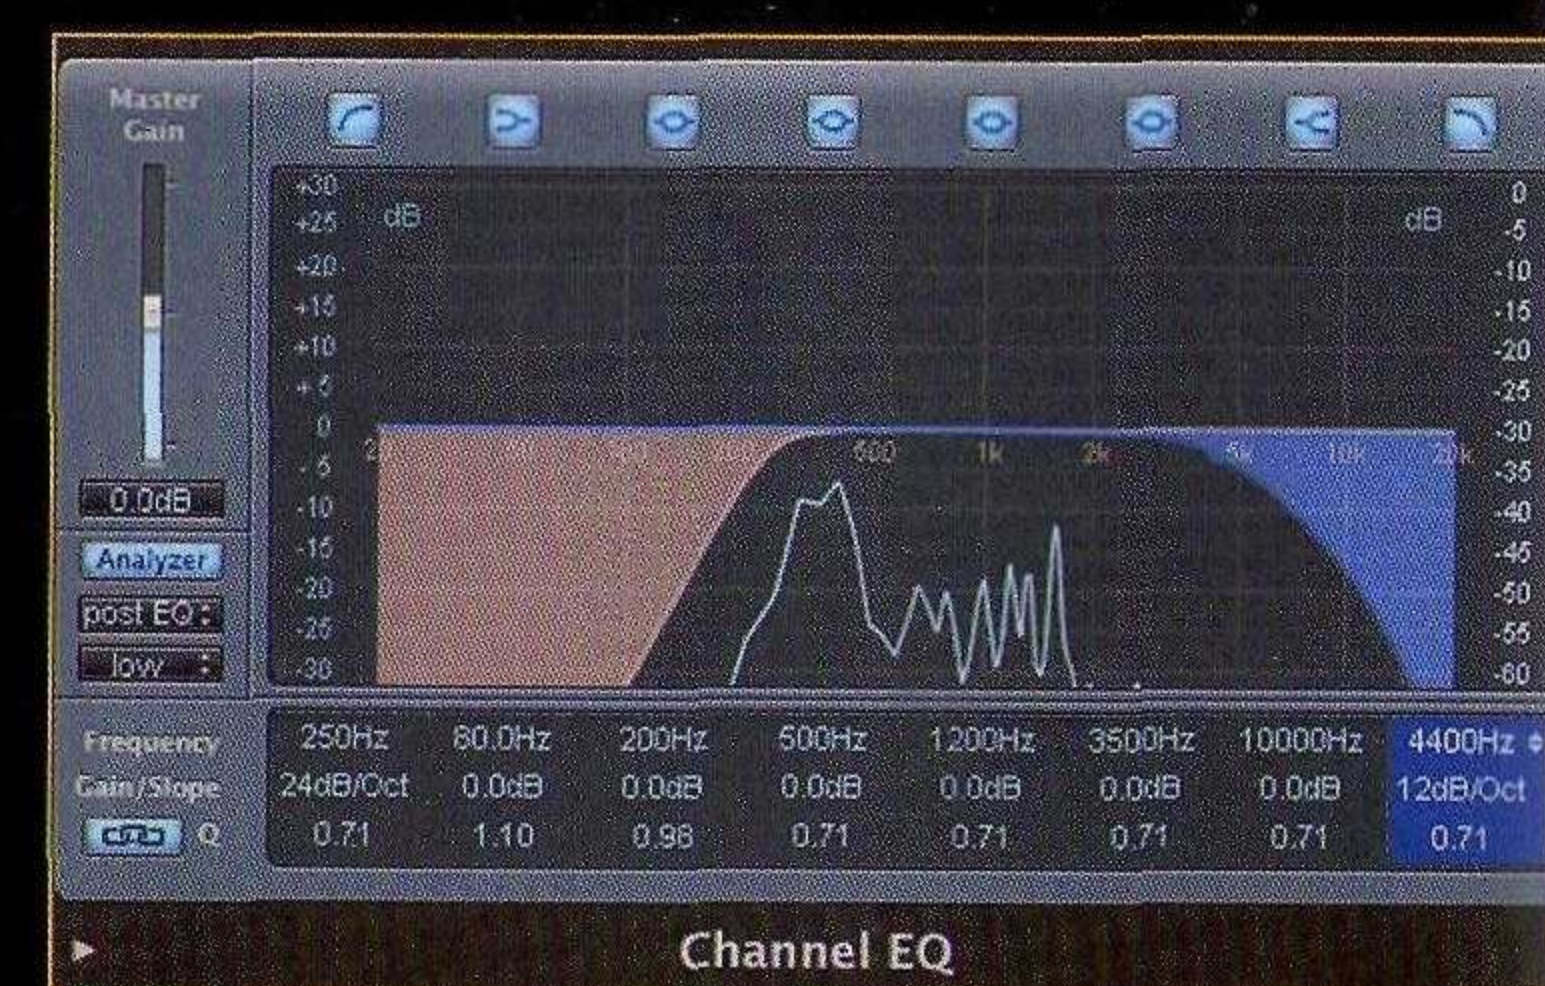 Master
Gain
+30
+25
+20
+15
+10
0
-10
-15
-20
-25
-30
dB
500
1k
2k
5k
10k
dB
0
-5
-10
-15
-20
-25
-30
-35
-40
-45
-50
-55
-60
0.0dB
Analyzer
post EQ
low
Frequency 250Hz 80.0Hz 200Hz 500Hz 1200Hz 3500Hz 10000Hz 4400Hz
Gain/Slope 24dB/Oct 0.0dB 0.0dB 0.0dB 0.0dB 0.0dB 0.0dB 12dB/Oct
Q 0.71 1.10 0.98 0.71 0.71 0.71 0.71 0.71
Channel EQ